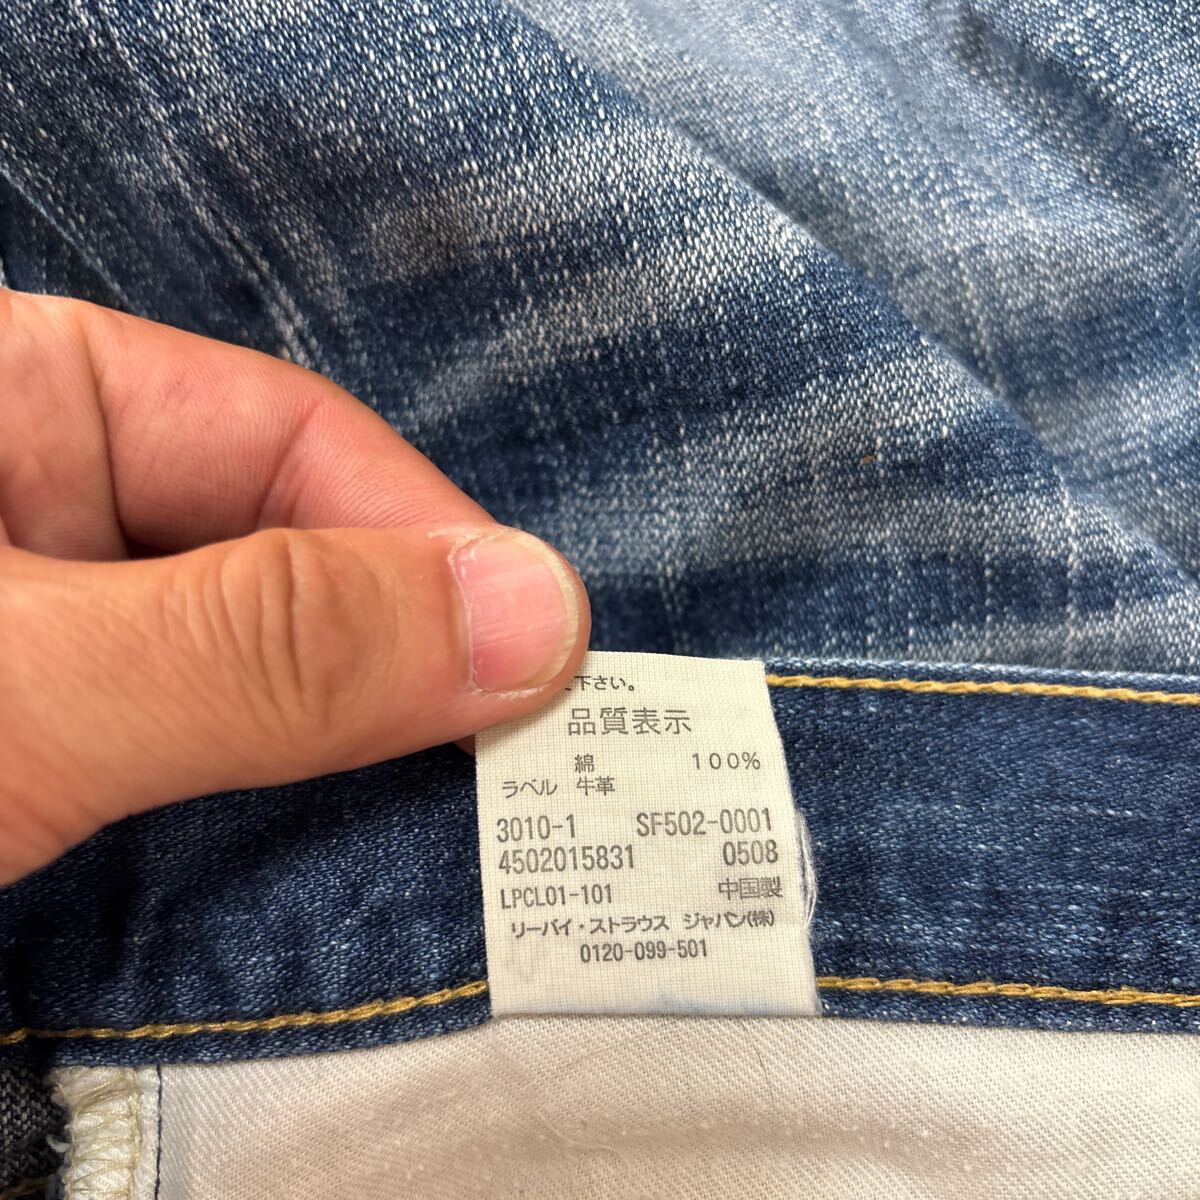 下さい。
品質表示
綿 100%
ラベル 牛革
3010-1 SF502-0001
4502015831 0508
LPCL01-101 中国製
リーバイ・ストラウス ジャパン(株)
0120-099-501